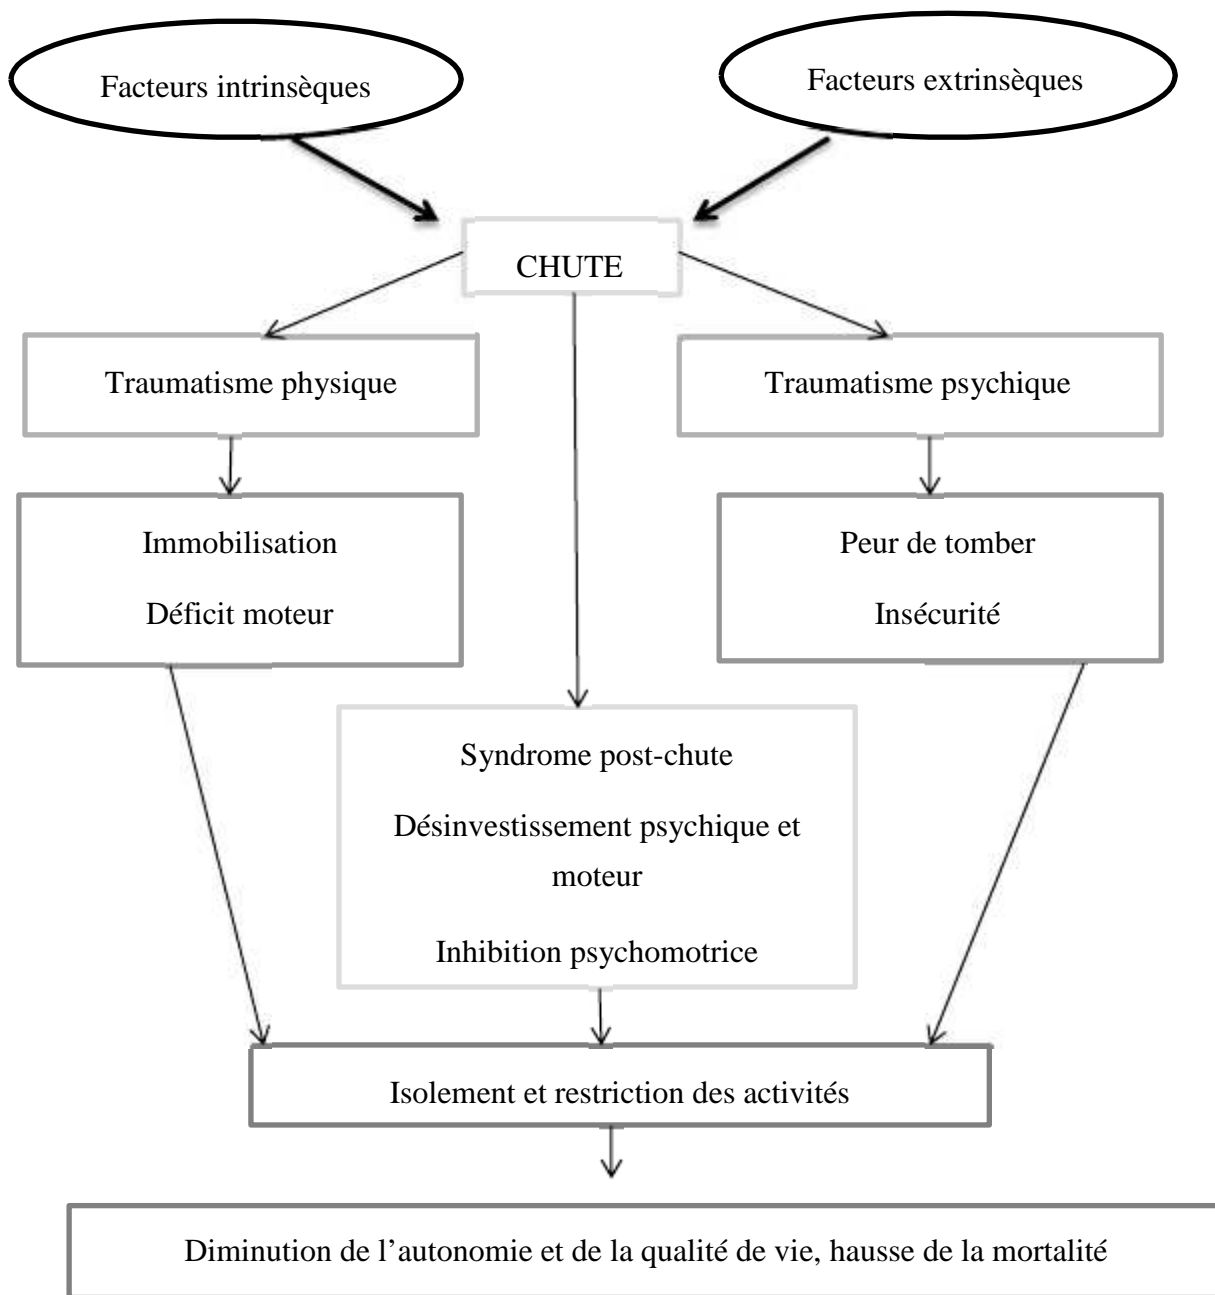 Facteurs intrinsèques
Facteurs extrinsèques
CHUTE
Traumatisme physique
Traumatisme psychique
Immobilisation
Déficit moteur
Peur de tomber
Insécurité
Syndrome post-chute
Désinvestissement psychique et
moteur
Inhibition psychomotrice
Isolement et restriction des activités
Diminution de l’autonomie et de la qualité de vie, hausse de la mortalité